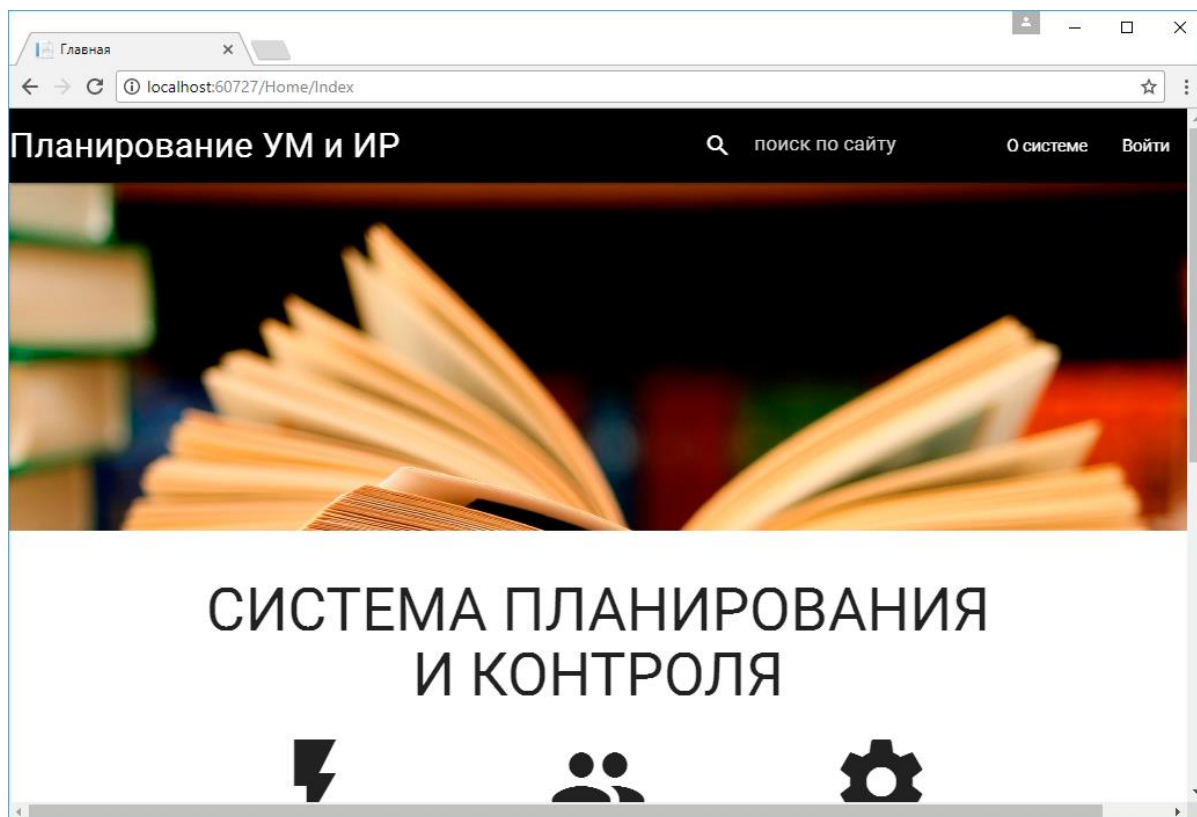 Главная
localhost:60727/Home/Index
Планирование УМ и ИР поиск по сайту О системе Войти
СИСТЕМА ПЛАНИРОВАНИЯ
И КОНТРОЛЯ